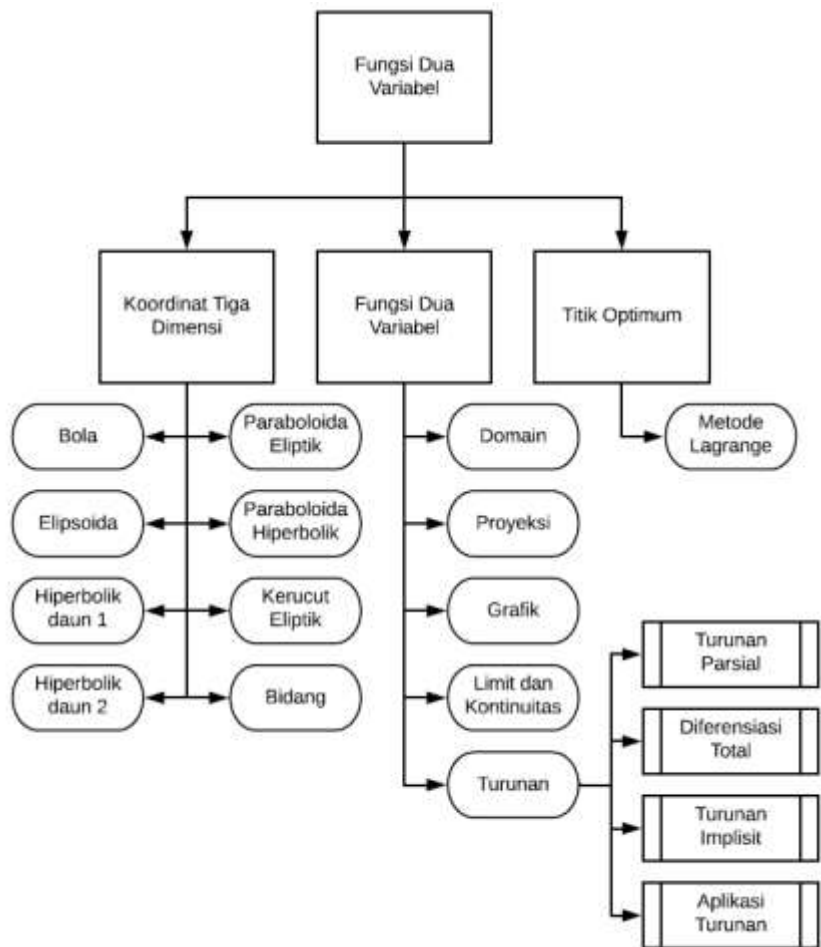 Fungsi Dua
Variabel
Koordinat Tiga
Dimensi
Fungsi Dua
Variabel
Titik Optimum
Bola
Paraboloida
Eliptik
Domain
Metode
Lagrange
Elipsoida
Paraboloida
Hiperbolik
Proyeksi
Hiperbolik
daun 1
Kerucut
Eliptik
Grafik
Turunan
Parsial
Hiperbolik
daun 2
Bidang
Limit dan
Kontinuitas
Diferensiasi
Total
Turunan
Turunan
Implisit
Aplikasi
Turunan